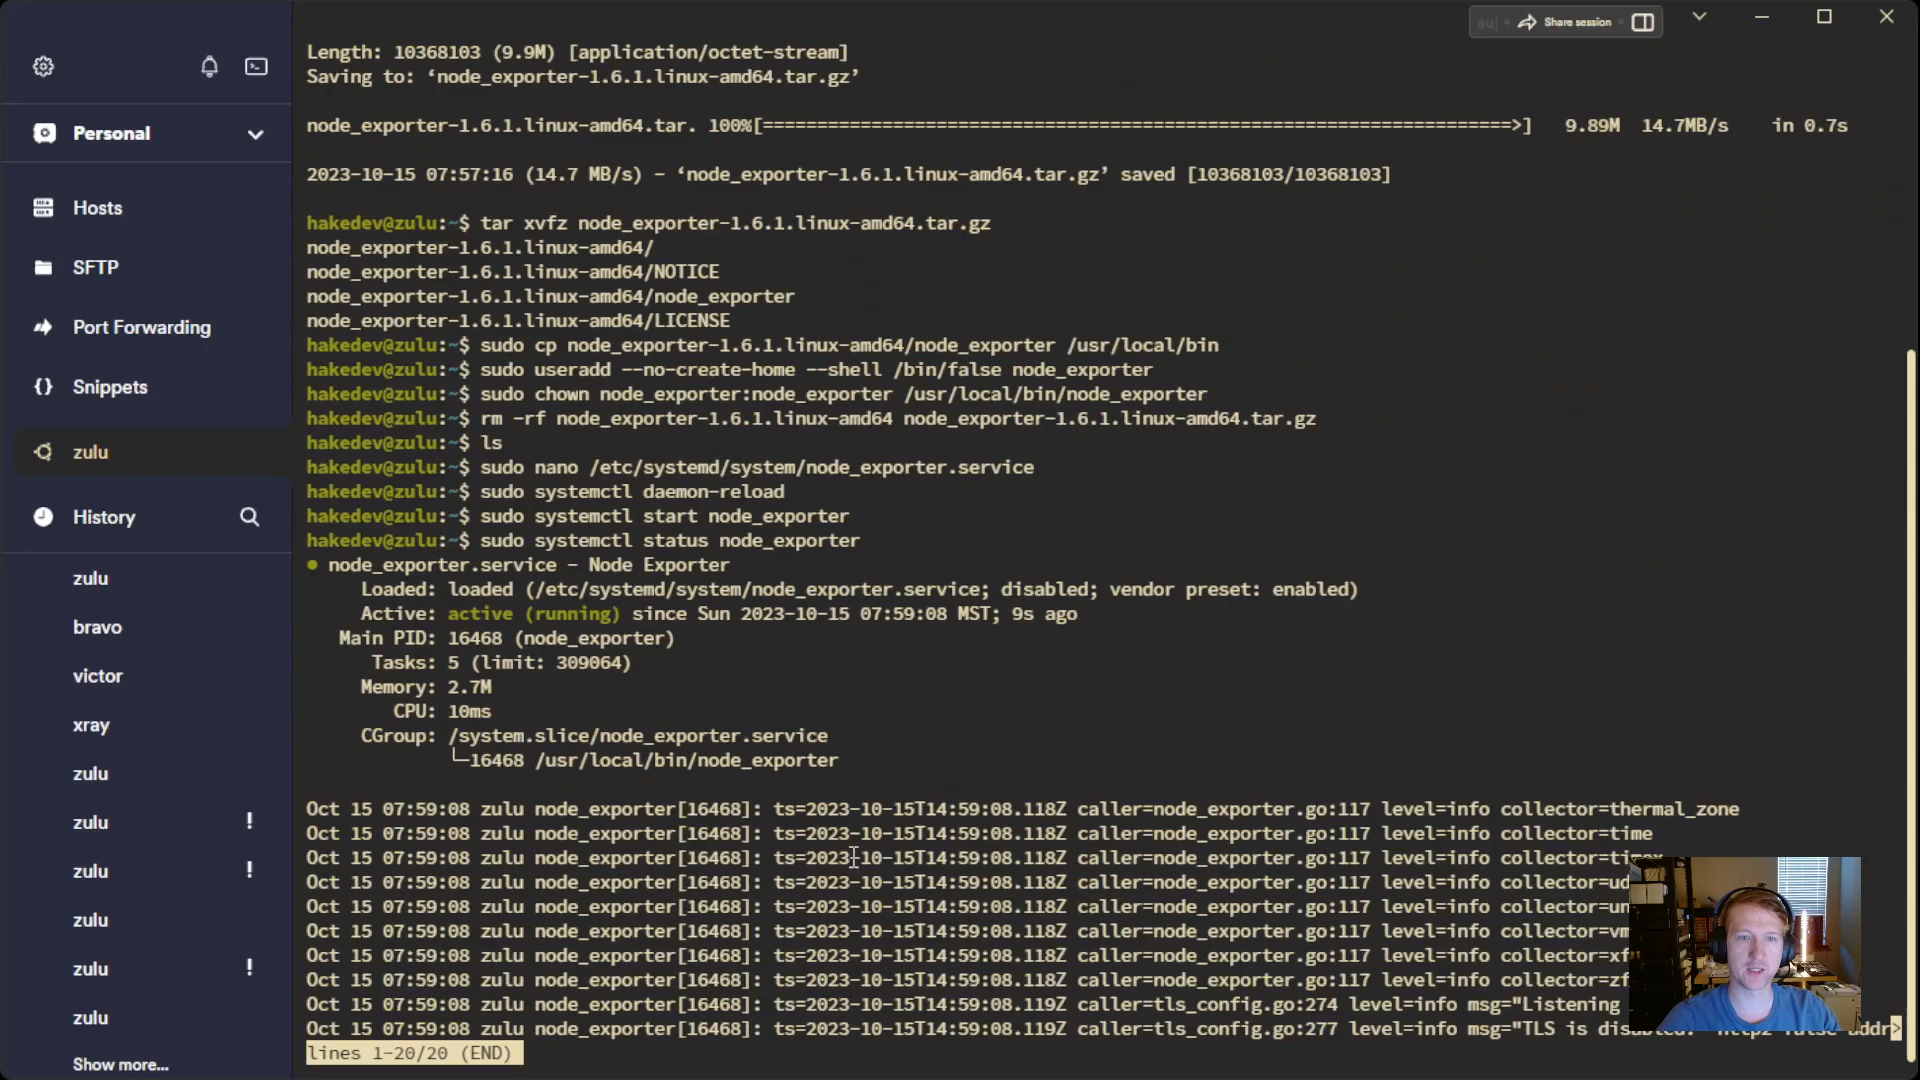 Share session
Personal
Hosts
SFTP
Port Forwarding
Snippets
zulu
History
zulu
bravo
victor
xray
zulu
zulu !
zulu !
zulu
zulu !
zulu
Show more...
Length: 10368103 (9.9M) [application/octet-stream]
Saving to: ‘node_exporter-1.6.1.linux-amd64.tar.gz’
node_exporter-1.6.1.linux-amd64.tar. 100%[=====================================================================>] 9.89M 14.7MB/s in 0.7s
2023-10-15 07:57:16 (14.7 MB/s) - ‘node_exporter-1.6.1.linux-amd64.tar.gz’ saved [10368103/10368103]
hakedev@zulu:~$ tar xvfz node_exporter-1.6.1.linux-amd64.tar.gz
node_exporter-1.6.1.linux-amd64/
node_exporter-1.6.1.linux-amd64/NOTICE
node_exporter-1.6.1.linux-amd64/node_exporter
node_exporter-1.6.1.linux-amd64/LICENSE
hakedev@zulu:~$ sudo cp node_exporter-1.6.1.linux-amd64/node_exporter /usr/local/bin
hakedev@zulu:~$ sudo useradd --no-create-home --shell /bin/false node_exporter
hakedev@zulu:~$ sudo chown node_exporter:node_exporter /usr/local/bin/node_exporter
hakedev@zulu:~$ rm -rf node_exporter-1.6.1.linux-amd64 node_exporter-1.6.1.linux-amd64.tar.gz
hakedev@zulu:~$ ls
hakedev@zulu:~$ sudo nano /etc/systemd/system/node_exporter.service
hakedev@zulu:~$ sudo systemctl daemon-reload
hakedev@zulu:~$ sudo systemctl start node_exporter
hakedev@zulu:~$ sudo systemctl status node_exporter
● node_exporter.service - Node Exporter
Loaded: loaded (/etc/systemd/system/node_exporter.service; disabled; vendor preset: enabled)
Active: active (running) since Sun 2023-10-15 07:59:08 MST; 9s ago
Main PID: 16468 (node_exporter)
Tasks: 5 (limit: 309064)
Memory: 2.7M
CPU: 10ms
CGroup: /system.slice/node_exporter.service
└─16468 /usr/local/bin/node_exporter
Oct 15 07:59:08 zulu node_exporter[16468]: ts=2023-10-15T14:59:08.118Z caller=node_exporter.go:117 level=info collector=thermal_zone
Oct 15 07:59:08 zulu node_exporter[16468]: ts=2023-10-15T14:59:08.118Z caller=node_exporter.go:117 level=info collector=time
Oct 15 07:59:08 zulu node_exporter[16468]: ts=2023-10-15T14:59:08.118Z caller=node_exporter.go:117 level=info collector=timex
Oct 15 07:59:08 zulu node_exporter[16468]: ts=2023-10-15T14:59:08.118Z caller=node_exporter.go:117 level=info collector=ud
Oct 15 07:59:08 zulu node_exporter[16468]: ts=2023-10-15T14:59:08.118Z caller=node_exporter.go:117 level=info collector=un
Oct 15 07:59:08 zulu node_exporter[16468]: ts=2023-10-15T14:59:08.118Z caller=node_exporter.go:117 level=info collector=vm
Oct 15 07:59:08 zulu node_exporter[16468]: ts=2023-10-15T14:59:08.118Z caller=node_exporter.go:117 level=info collector=xf
Oct 15 07:59:08 zulu node_exporter[16468]: ts=2023-10-15T14:59:08.118Z caller=node_exporter.go:117 level=info collector=zf
Oct 15 07:59:08 zulu node_exporter[16468]: ts=2023-10-15T14:59:08.119Z caller=tls_config.go:274 level=info msg="Listening
Oct 15 07:59:08 zulu node_exporter[16468]: ts=2023-10-15T14:59:08.119Z caller=tls_config.go:277 level=info msg="TLS is disabled." http2=false addr>
lines 1-20/20 (END)